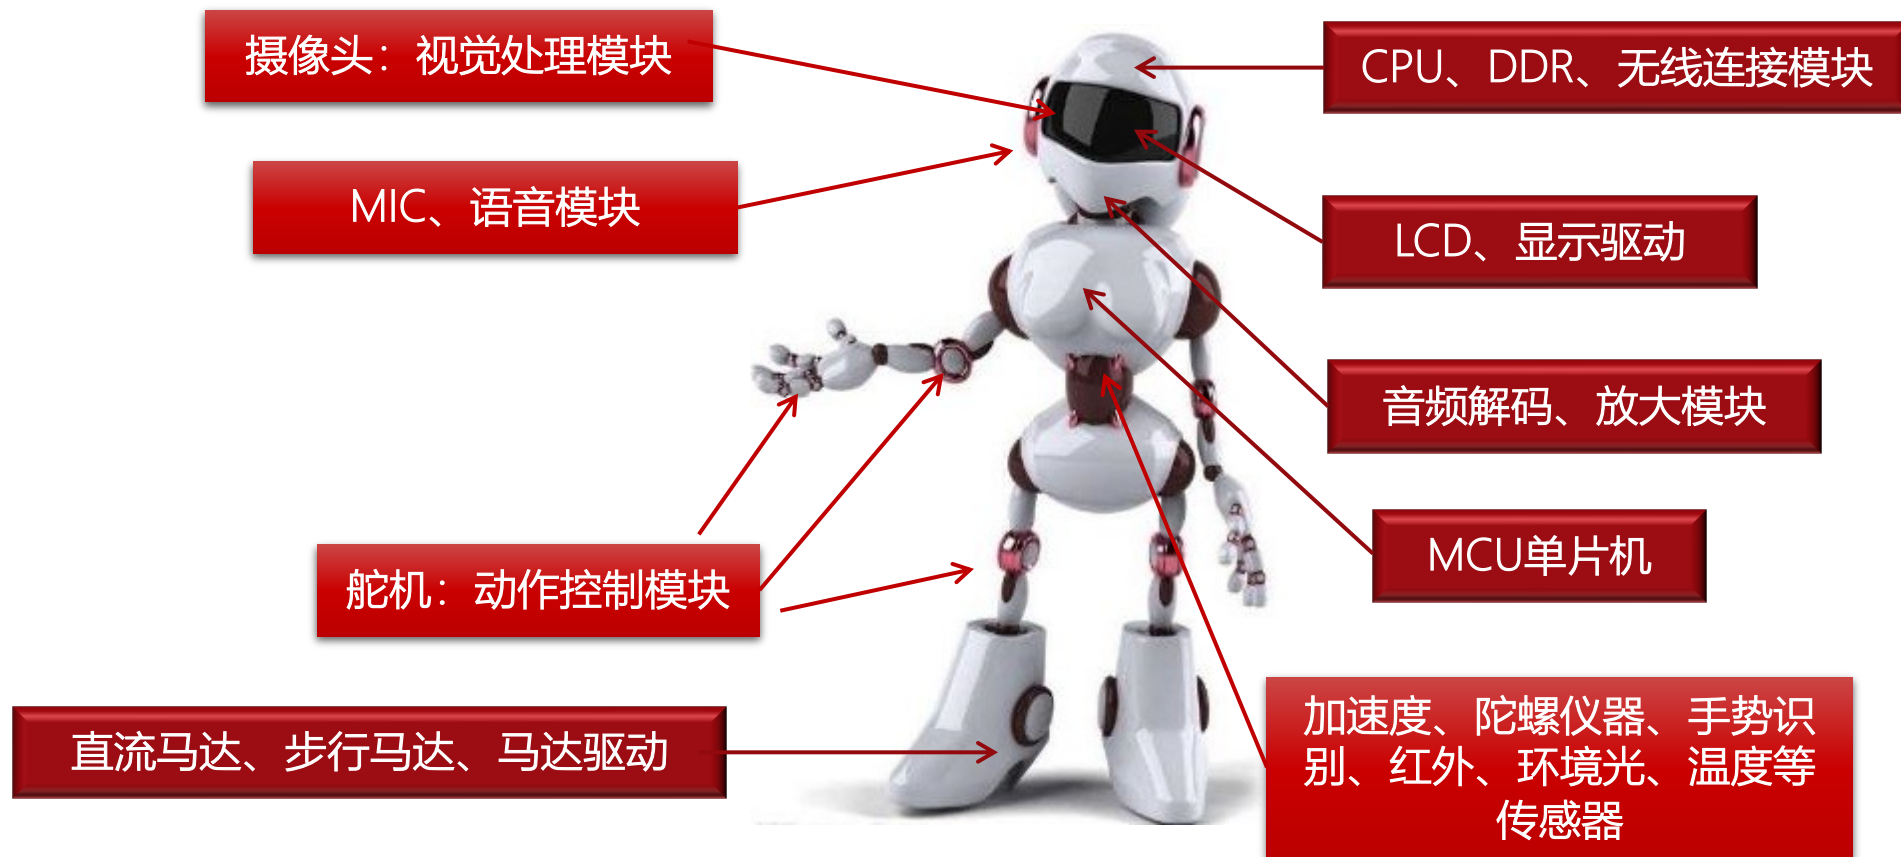 摄像头：视觉处理模块
CPU、DDR、无线连接模块
MIC、语音模块
LCD、显示驱动
音频解码、放大模块
MCU单片机
舵机：动作控制模块
直流马达、步行马达、马达驱动
加速度、陀螺仪器、手势识
别、红外、环境光、温度等
传感器